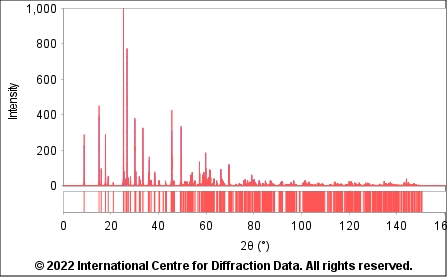 1,000
800
600
400
200
0
Intensity
0 20 40 60 80 100 120 140 16
2θ (°)
© 2022 International Centre for Diffraction Data. All rights reserved.